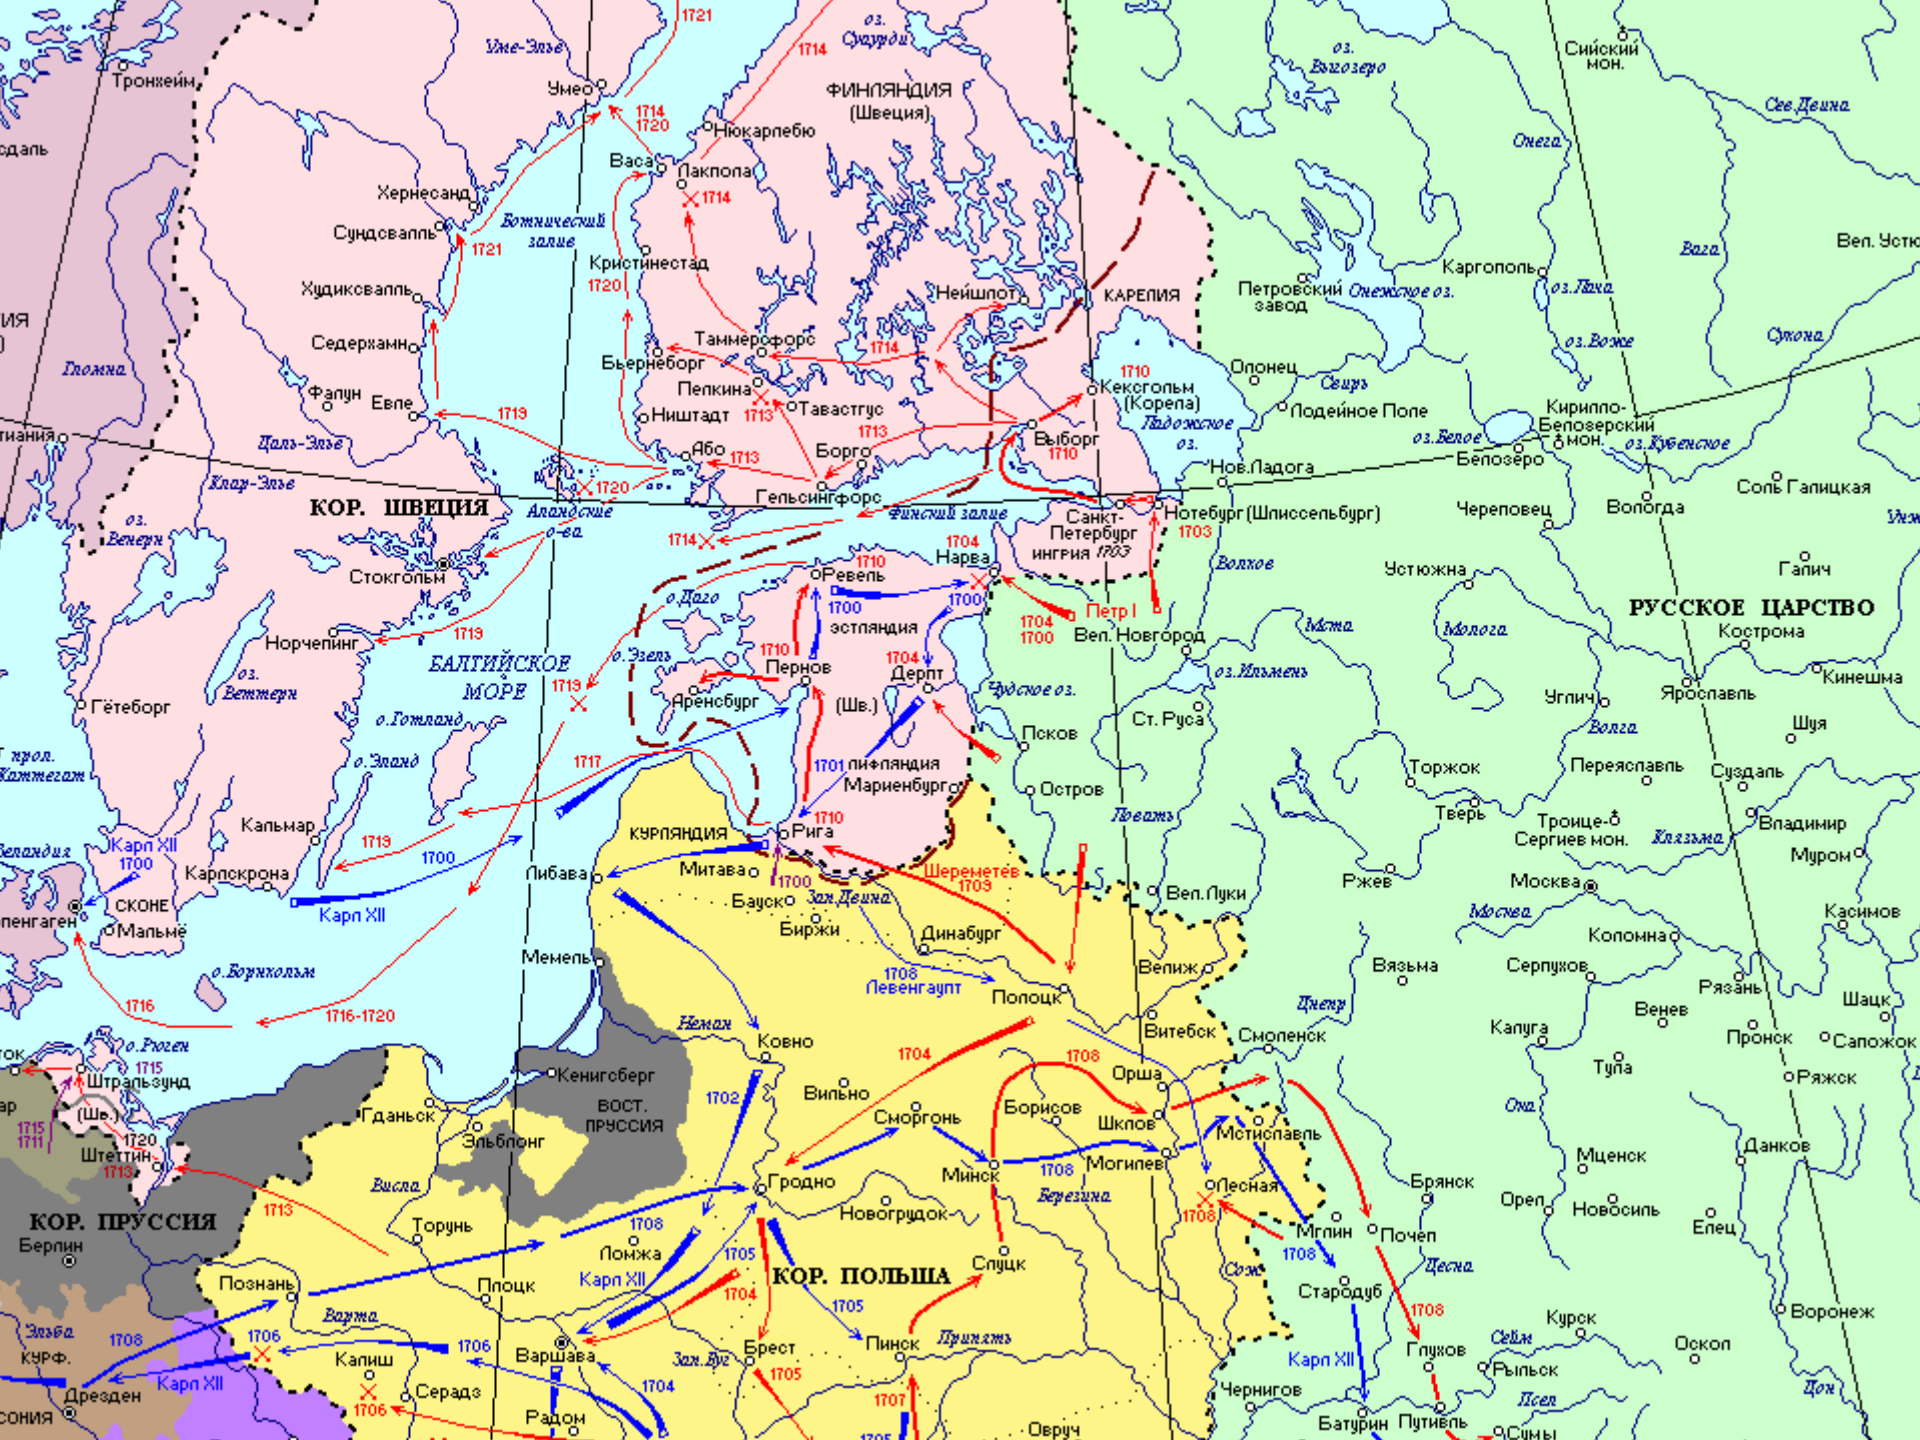 1721
оз.
Суаурди
Уме-Эльв
1714
оз.
Выгозеро
Сийский
мон.
Тронхейм
Умео
ФИНЛЯНДИЯ
(Швеция)
Сев.Двина
1714
1720
Нюкарлебю
Онега
Васа
Лакпола
1714
Хернесанд
Ботнический
залив
Сундсвалль
1721
Вага
Вел. Устю
Кристинестад
1720
Каргополь
оз.Лача
Худиксвалль
Нейшлот
КАРЕЛИЯ
Петровский
завод
Онежское оз.
Седерхамн
Таммерсфорс
1714
Сухона
оз.Воже
Бьернеборг
Гломма
Пелкина
1710
Кексгольм
(Корела)
Олонец
Свирь
Фалун
Евле
1719
Ништадт
1713
Тавастгус
1713
Ладожское
оз.
Лодейное Поле
Кирилло-
Белозерский
мон.
оз.Белое
оз.Кубенское
Даль-Эльв
Або
1713
Борго
Выборг
1710
Белозеро
Нов.Ладога
Клар-Эльв
1720
Гельсингфорс
Соль Галицкая
КОР. ШВЕЦИЯ
Аландские
о-ва
Финский залив
Санкт-
Петербург
Нотебург(Шлиссельбург)
Череповец
Вологда
оз.
Венерн
1714
1704
Нарва
ИНГРИЯ 1703
1703
Волхов
Стокгольм
1710
Ревель
Устюжна
Галич
о.Даго
1700
1700
Петр I
1704
1700
РУССКОЕ ЦАРСТВО
Норчепинг
1719
ЭСТЛЯНДИЯ
Вел. Новгород
Мста
Молога
Кострома
БАЛТИЙСКОЕ
МОРЕ
о.Эзель
1710
Пернов
1704
Дерпт
оз.Ильмень
Кинешма
оз.
Веттерн
1719
Аренсбург
(Шв.)
Чудское оз.
Углич
Ярославль
Гётеборг
о.Готланд
Ст. Руса
Волга
Шуя
прол.
Каттегат
о.Эланд
1717
Псков
1701
ЛИФЛЯНДИЯ
Мариенбург
Торжок
Переяславль
Суздаль
Остров
Ловать
Тверь
Троице-
Сергиев мон.
Клязьма
Владимир
Кальмар
1710
Рига
КУРЛЯНДИЯ
Карл XII
1700
1719
1700
Муром
Карлскрона
Либава
Митава
1700
Шереметев
1709
Ржев
Москва
СКОНЕ
Карл XII
Бауск
Зап.Двина
Вел.Луки
Москва
Касимов
Мальмё
Биржи
Динабург
Коломна
Мемель
1708
Левенгаупт
Велиж
Вязьма
Серпухов
о.Борнхольм
Полоцк
Рязань
Шацк
1716
1716-1720
Неман
Витебск
Днепр
Венев
Смоленск
Калуга
Пронск
Сапожок
о.Рюген
1715
Ковно
1704
1708
Орша
Тула
Штральзунд
Кенигсберг
Ряжск
(Шв.)
Гданьск
ВОСТ.
ПРУССИЯ
1702
Вильно
Сморгонь
Борисов
Шклов
Ока
1715
1711
1720
Эльблонг
Мстиславль
Штеттин
1713
Минск
1708
Могилев
Мценск
Данков
Висла
Гродно
Березина
Лесная
Брянск
1713
Новогрудок
1708
Орел
Новосиль
Елец
КОР. ПРУССИЯ
Торунь
1708
Ломжа
Мглин
Почеп
Берлин
1705
1708
Познань
Плоцк
Карл XII
КОР. ПОЛЬША
Слуцк
Сож
Десна
1704
Стародуб
Варта
1705
1708
Воронеж
Эльба
1708
1706
1706
Курск
Сейм
КУРФ.
Калиш
Варшава
Зап.Буг
Брест
Пинск
Припять
Карл XII
Глухов
Оскол
Карл XII
Рыльск
Дрезден
Серадз
1704
1705
1707
Чернигов
Псел
Дон
1706
Радом
Овруч
Батурин
Путивль
Сумы